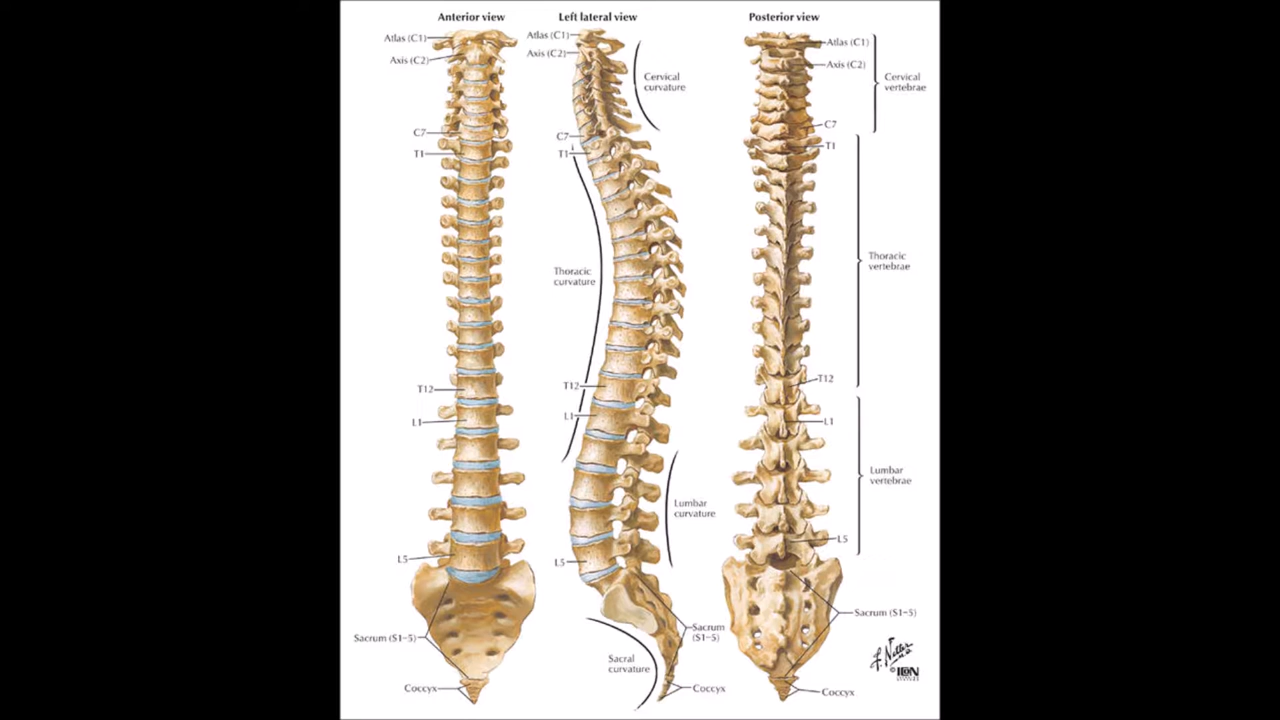 Anterior view
Atlas (C1)
Axis (C2)
C7
T1
T12
L1
L5
Sacrum (S1–5)
Coccyx
Left lateral view
Atlas (C1)
Axis (C2)
Cervical
curvature
C7
T1
Thoracic
curvature
T12
L1
Lumbar
curvature
L5
Sacrum
(S1–5)
Sacral
curvature
Coccyx
Posterior view
Atlas (C1)
Axis (C2)
Cervical
vertebrae
C7
T1
Thoracic
vertebrae
T12
L1
Lumbar
vertebrae
L5
Sacrum (S1–5)
Coccyx
F. Netter